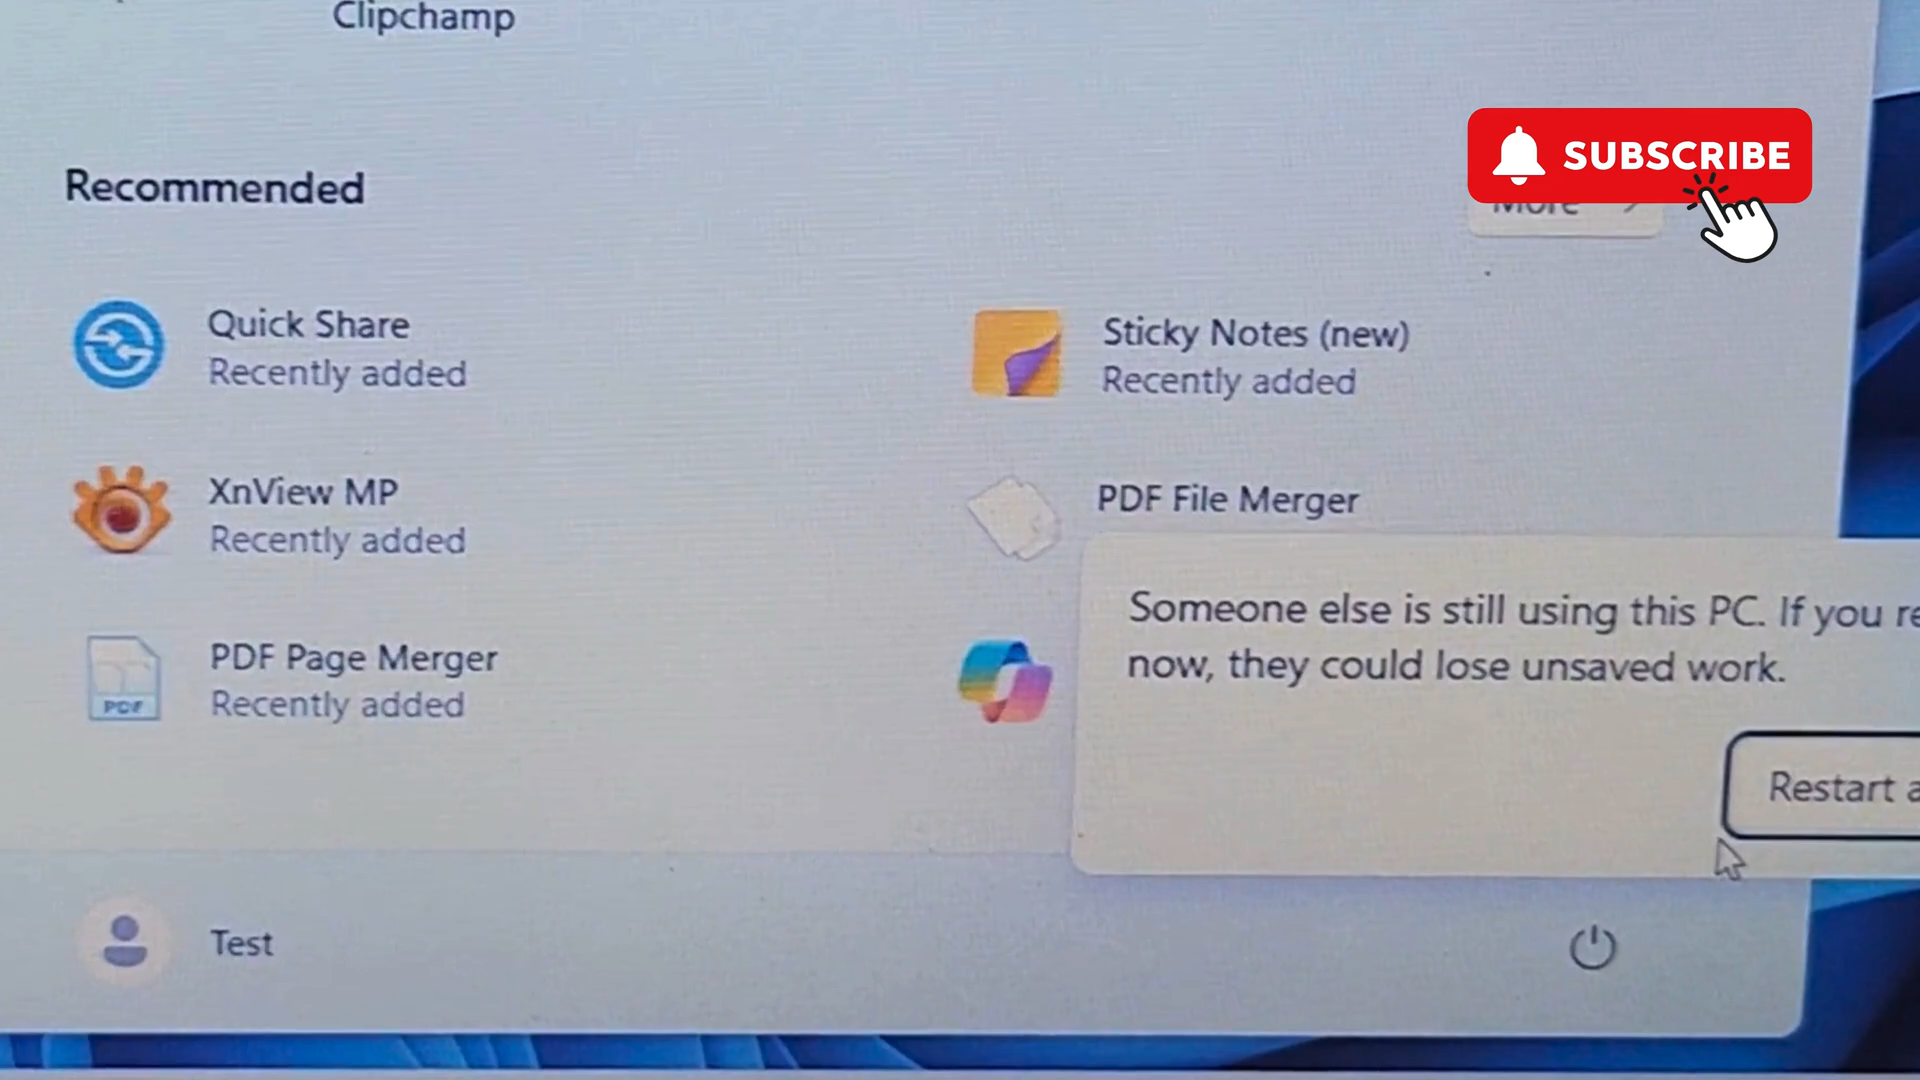 Clipchamp
SUBSCRIBE
Recommended
More
Quick Share
Recently added
Sticky Notes (new)
Recently added
XnView MP
Recently added
PDF File Merger
Someone else is still using this PC. If you re
now, they could lose unsaved work.
PDF Page Merger
Recently added
PDF
Restart a
Test